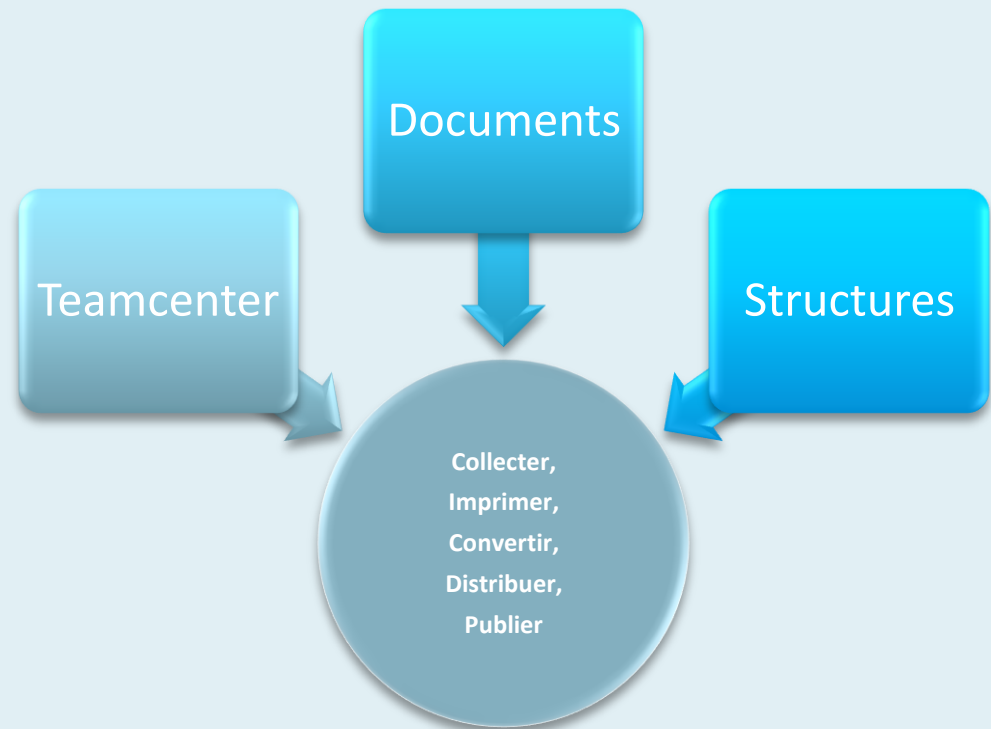 Documents
Teamcenter
Structures
Collecter,
Imprimer,
Convertir,
Distribuer,
Publier